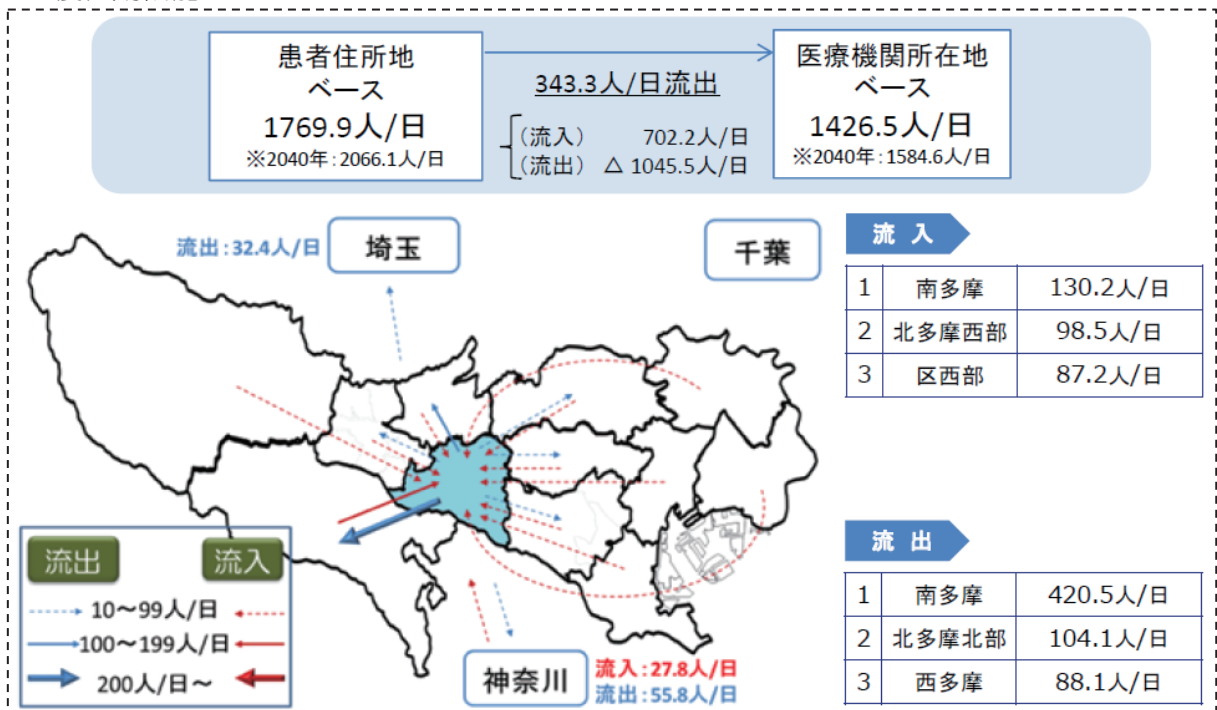 患者住所地
ベース
1769.9人/日
※2040年：2066.1人/日
343.3人/日流出
（流入） 702.2人/日
（流出） △ 1045.5人/日
医療機関所在地
ベース
1426.5人/日
※2040年：1584.6人/日
流出：32.4人/日
埼玉
千葉
流 入
1 南多摩 130.2人/日
2 北多摩西部 98.5人/日
3 区西部 87.2人/日
流出 流入
10～99人/日
100～199人/日
200人/日～
神奈川
流入：27.8人/日
流出：55.8人/日
流 出
1 南多摩 420.5人/日
2 北多摩北部 104.1人/日
3 西多摩 88.1人/日